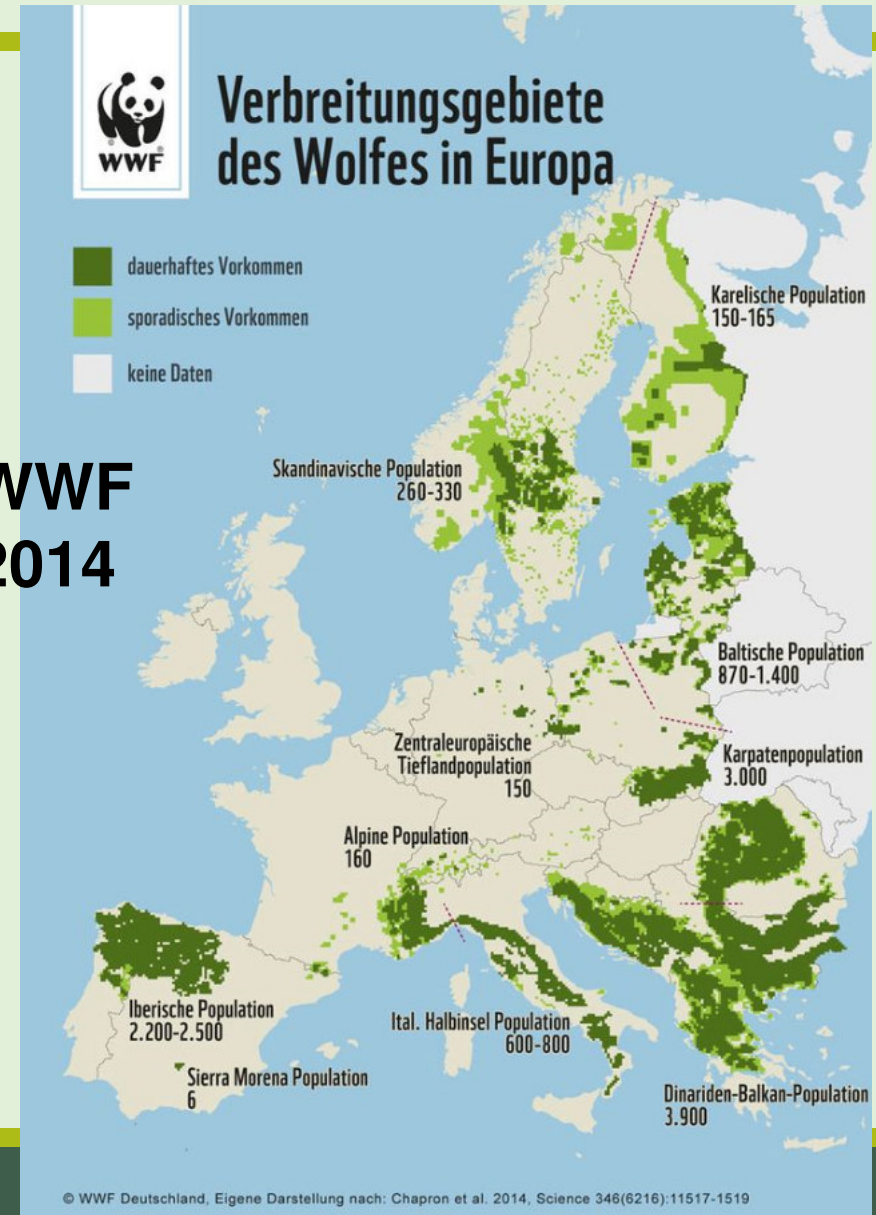 WWF
Verbreitungsgebiete
des Wolfes in Europa
dauerhaftes Vorkommen
sporadisches Vorkommen
keine Daten
WWF
2014
Karelische Population
150-165
Skandinavische Population
260-330
Baltische Population
870-1.400
Zentraleuropäische
Tieflandpopulation
150
Karpatenpopulation
3.000
Alpine Population
160
Iberische Population
2.200-2.500
Ital. Halbinsel Population
600-800
Sierra Morena Population
6
Dinariden-Balkan-Population
3.900
© WWF Deutschland, Eigene Darstellung nach: Chapron et al. 2014, Science 346(6216):11517-1519